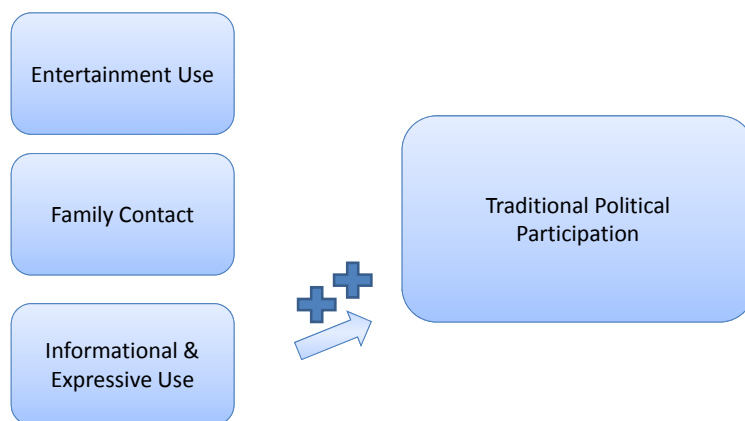 Entertainment Use
Family Contact
Informational &
Expressive Use
Traditional Political
Participation